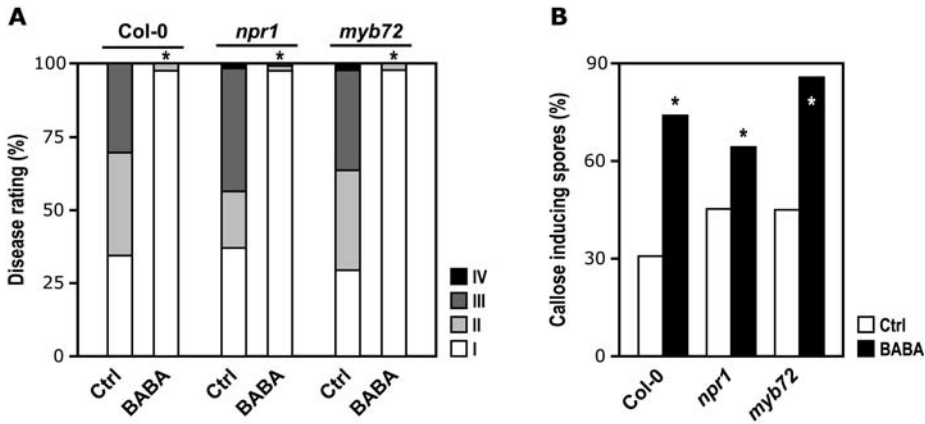 A
Col-0 npr1 myb72
* * *
100
75
50
25
0
Disease rating (%)
IV
III
II
I
Ctrl BABA Ctrl BABA Ctrl BABA
B
90
60
30
0
Callose inducing spores (%)
* * *
Ctrl
BABA
Col-0 npr1 myb72